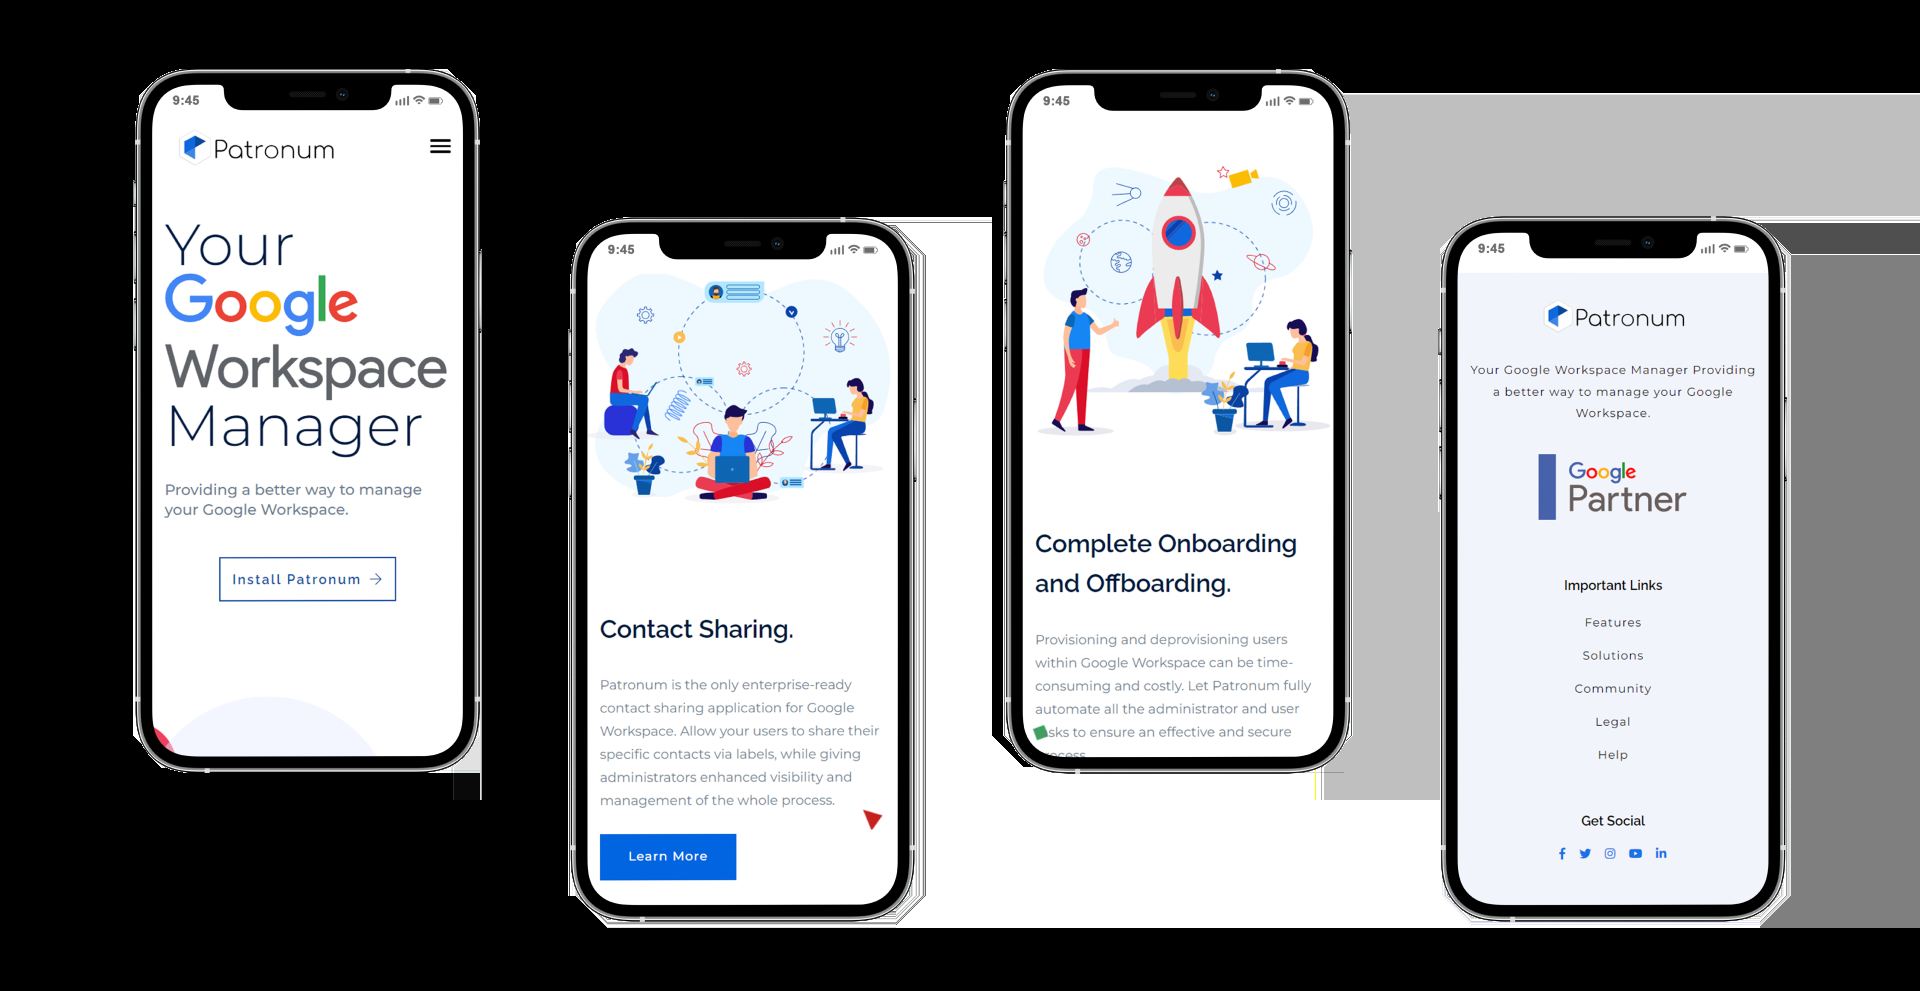 9:45
Patronum
Your
Google
Workspace
Manager
Providing a better way to manage
your Google Workspace.
Install Patronum
9:45
Contact Sharing.
Patronum is the only enterprise-ready
contact sharing application for Google
Workspace. Allow your users to share their
specific contacts via labels, while giving
administrators enhanced visibility and
management of the whole process.
Learn More
9:45
Complete Onboarding
and Offboarding.
Provisioning and deprovisioning users
within Google Workspace can be time-
consuming and costly. Let Patronum fully
automate all the administrator and user
to ensure an effective and secure
9:45
Patronum
Your Google Workspace Manager Providing
a better way to manage your Google
Workspace.
Google
Partner
Important Links
Features
Solutions
Community
Legal
Help
Get Social